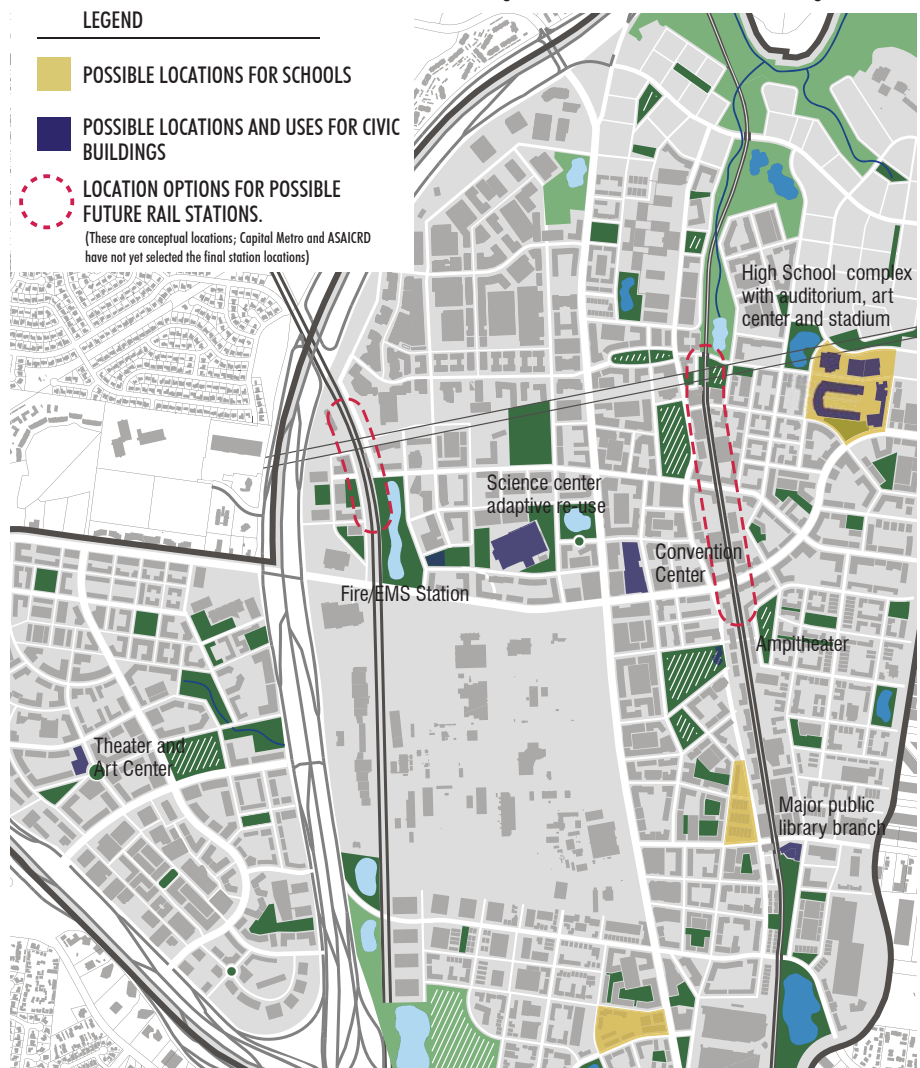 LEGEND
POSSIBLE LOCATIONS FOR SCHOOLS
POSSIBLE LOCATIONS AND USES FOR CIVIC
BUILDINGS
LOCATION OPTIONS FOR POSSIBLE
FUTURE RAIL STATIONS.
(These are conceptual locations; Capital Metro and ASAICRD
have not yet selected the final station locations)
High School complex
with auditorium, art
center and stadium
Science center
adaptive re-use
Convention
Center
Fire/EMS Station
Ampitheater
Theater and
Art Center
Major public
library branch